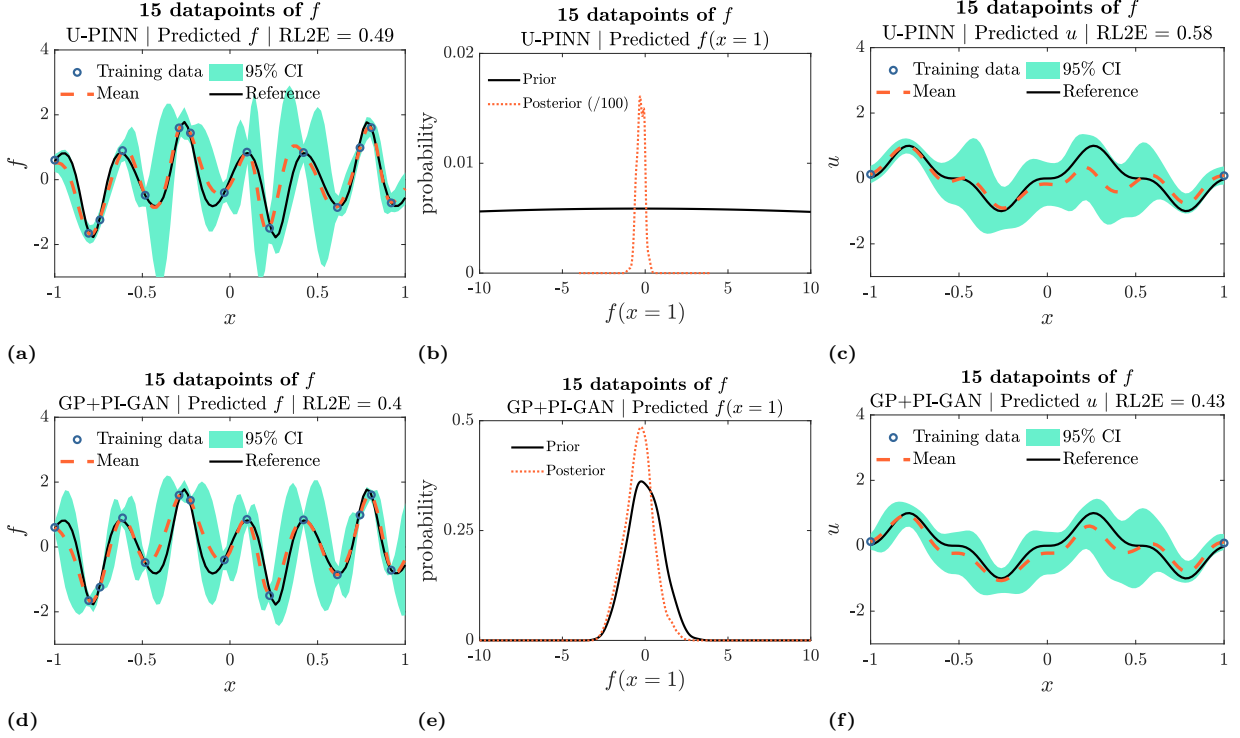 15 datapoints of f
U-PINN | Predicted f | RL2E = 0.49
Training data
95% CI
Mean
Reference
f
4
2
0
-2
-1
-0.5
0
0.5
1
x
(a)
15 datapoints of f
U-PINN | Predicted f(x = 1)
Prior
Posterior (/100)
probability
0.02
0.01
0
-10
-5
0
5
10
f(x = 1)
(b)
15 datapoints of f
U-PINN | Predicted u | RL2E = 0.58
Training data
95% CI
Mean
Reference
u
4
2
0
-2
-1
-0.5
0
0.5
1
x
(c)
15 datapoints of f
GP+PI-GAN | Predicted f | RL2E = 0.4
Training data
95% CI
Mean
Reference
f
4
2
0
-2
-1
-0.5
0
0.5
1
x
(d)
15 datapoints of f
GP+PI-GAN | Predicted f(x = 1)
Prior
Posterior
probability
0.5
0.25
0
-10
-5
0
5
10
f(x = 1)
(e)
15 datapoints of f
GP+PI-GAN | Predicted u | RL2E = 0.43
Training data
95% CI
Mean
Reference
u
4
2
0
-2
-1
-0.5
0
0.5
1
x
(f)